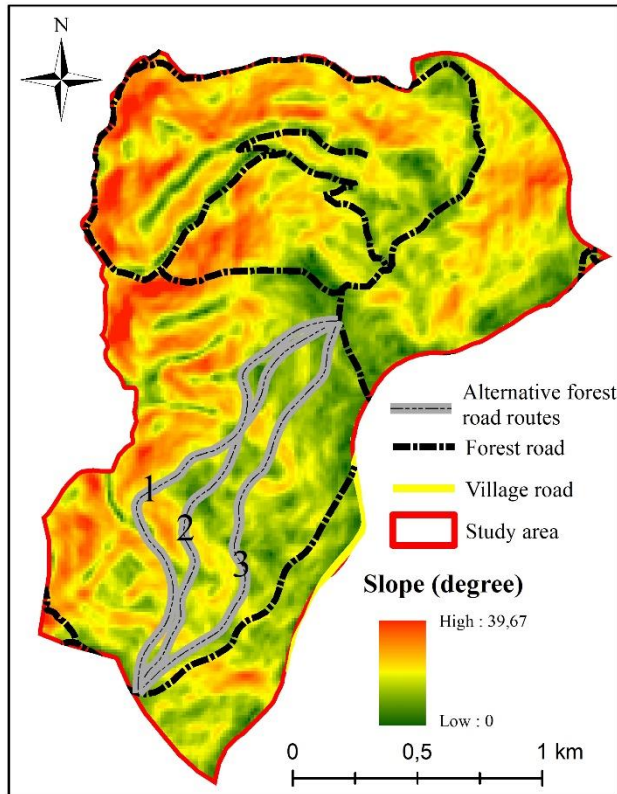 N
1
2
3
Alternative forest
road routes
Forest road
Village road
Study area
Slope (degree)
High : 39,67
Low : 0
0 0,5 1 km